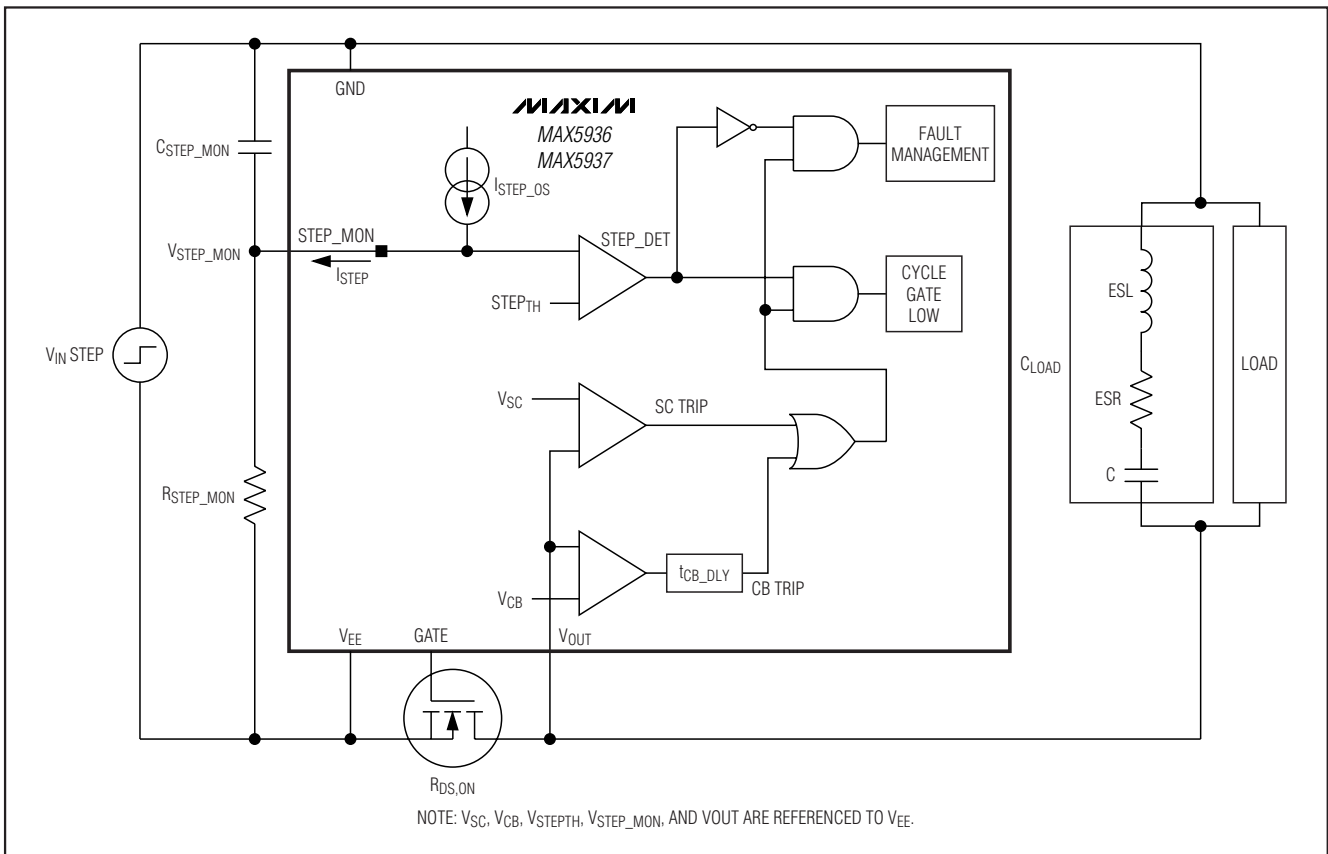 GND
MAXIM
MAX5936
MAX5937
FAULT
MANAGEMENT
CSTEP_MON
ISTEP_OS
STEP_MON
STEP_DET
VSTEP_MON
ISTEP
CYCLE
GATE
LOW
STEPTH
ESL
VIN STEP
CLOAD
LOAD
VSC
SC TRIP
ESR
RSTEP_MON
C
tCB_DLY
CB TRIP
VCB
VEE
GATE
VOUT
RDS,ON
NOTE: VSC, VCB, VSTEPTH, VSTEP_MON, AND VOUT ARE REFERENCED TO VEE.